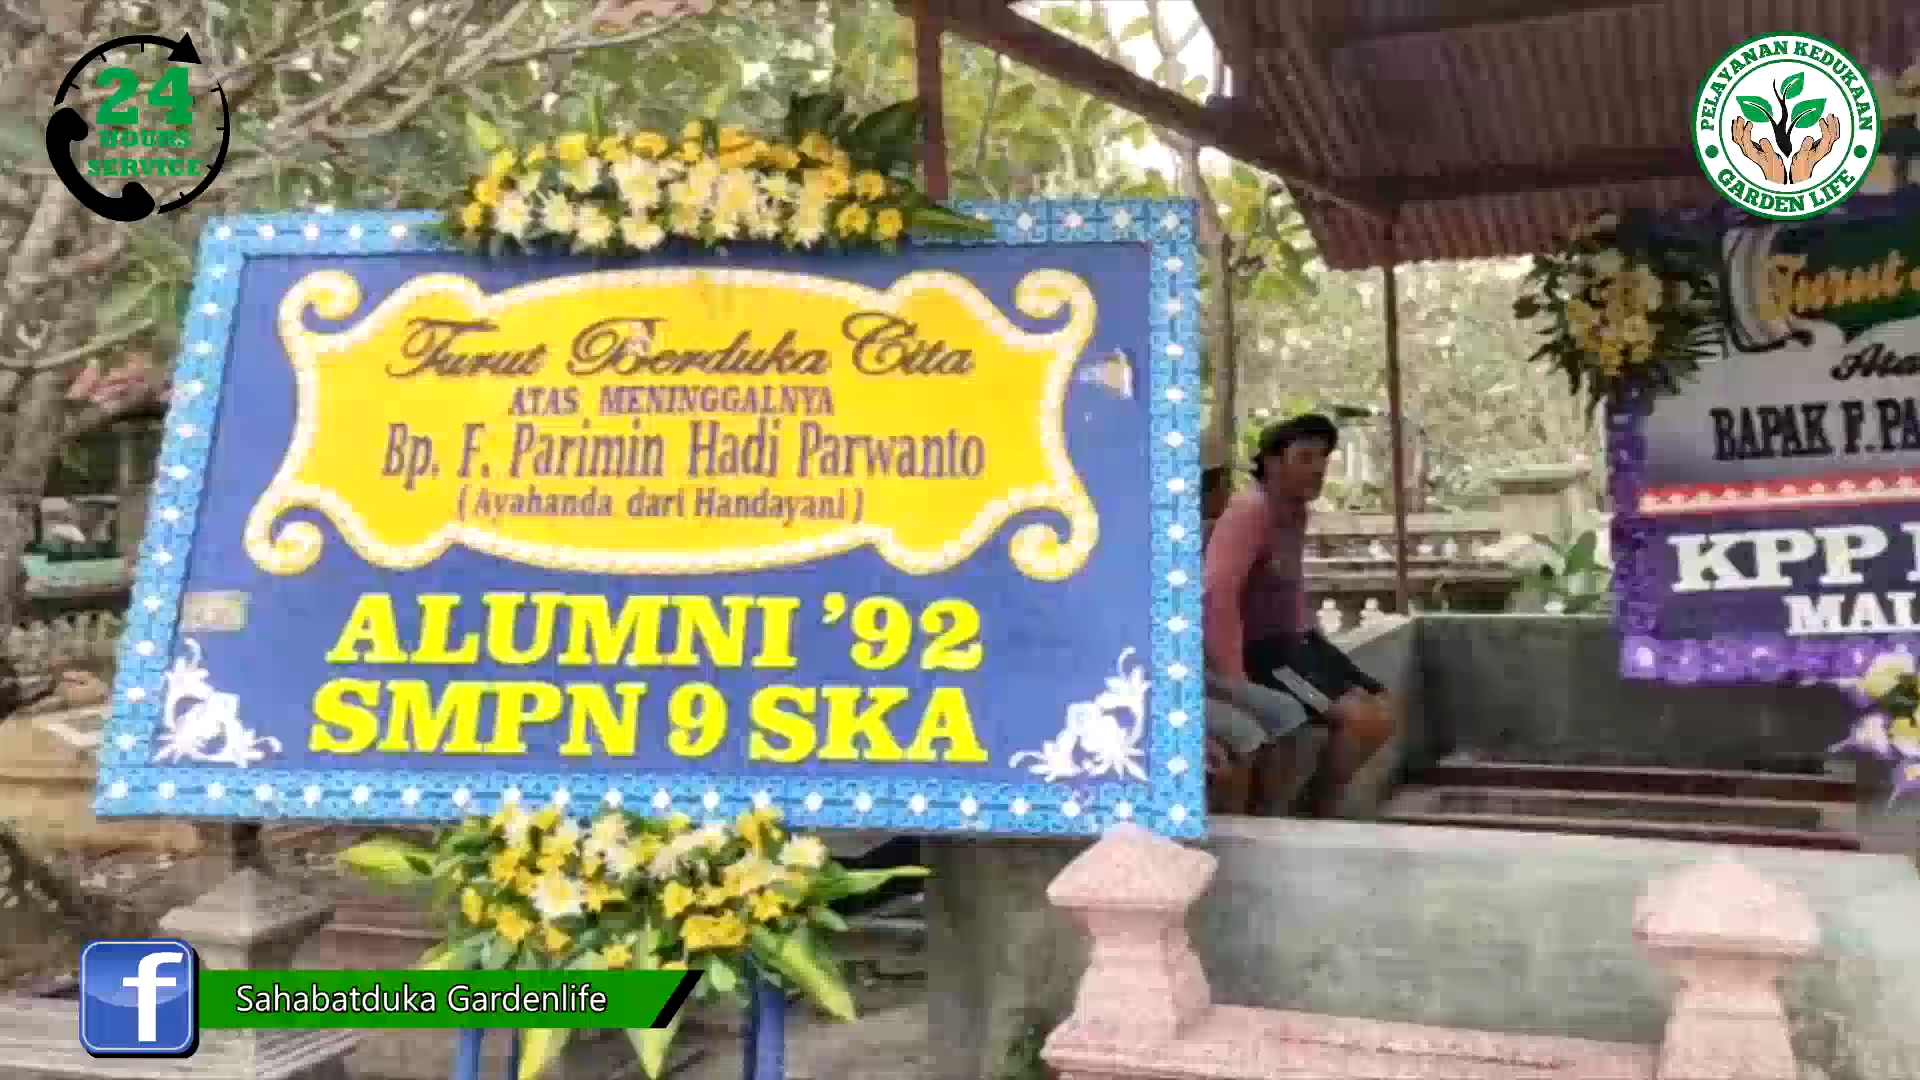 24
HOURS
SERVICE
PELAYANAN KEDUKAAN
GARDEN LIFE
Turut Berduka Cita
ATAS MENINGGALNYA
Bp. F. Parimin Hadi Parwanto
(Ayahanda dari Handayani)
ALUMNI '92
SMPN 9 SKA
Turut
BAPAK F. PA
KPP
Sahabatduka Gardenlife